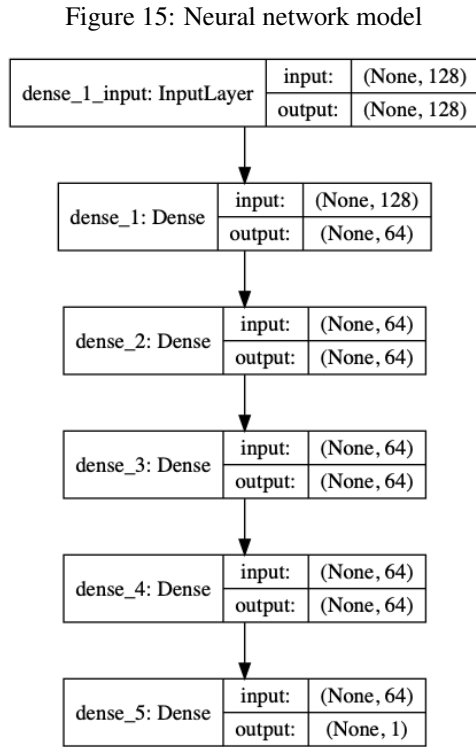 Figure 15: Neural network model
dense_1_input: InputLayer
input: (None, 128)
output: (None, 128)
dense_1: Dense
input: (None, 128)
output: (None, 64)
dense_2: Dense
input: (None, 64)
output: (None, 64)
dense_3: Dense
input: (None, 64)
output: (None, 64)
dense_4: Dense
input: (None, 64)
output: (None, 64)
dense_5: Dense
input: (None, 64)
output: (None, 1)